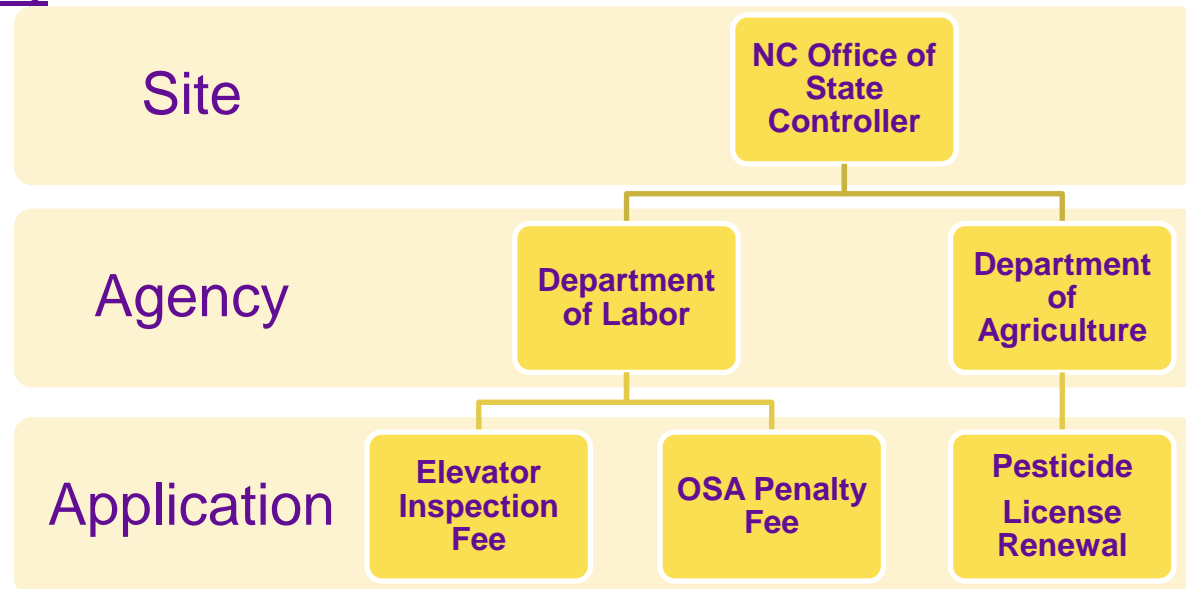 Site
NC Office of
State
Controller
Agency
Department
of Labor
Department
of
Agriculture
Application
Elevator
Inspection
Fee
OSA Penalty
Fee
Pesticide
License
Renewal